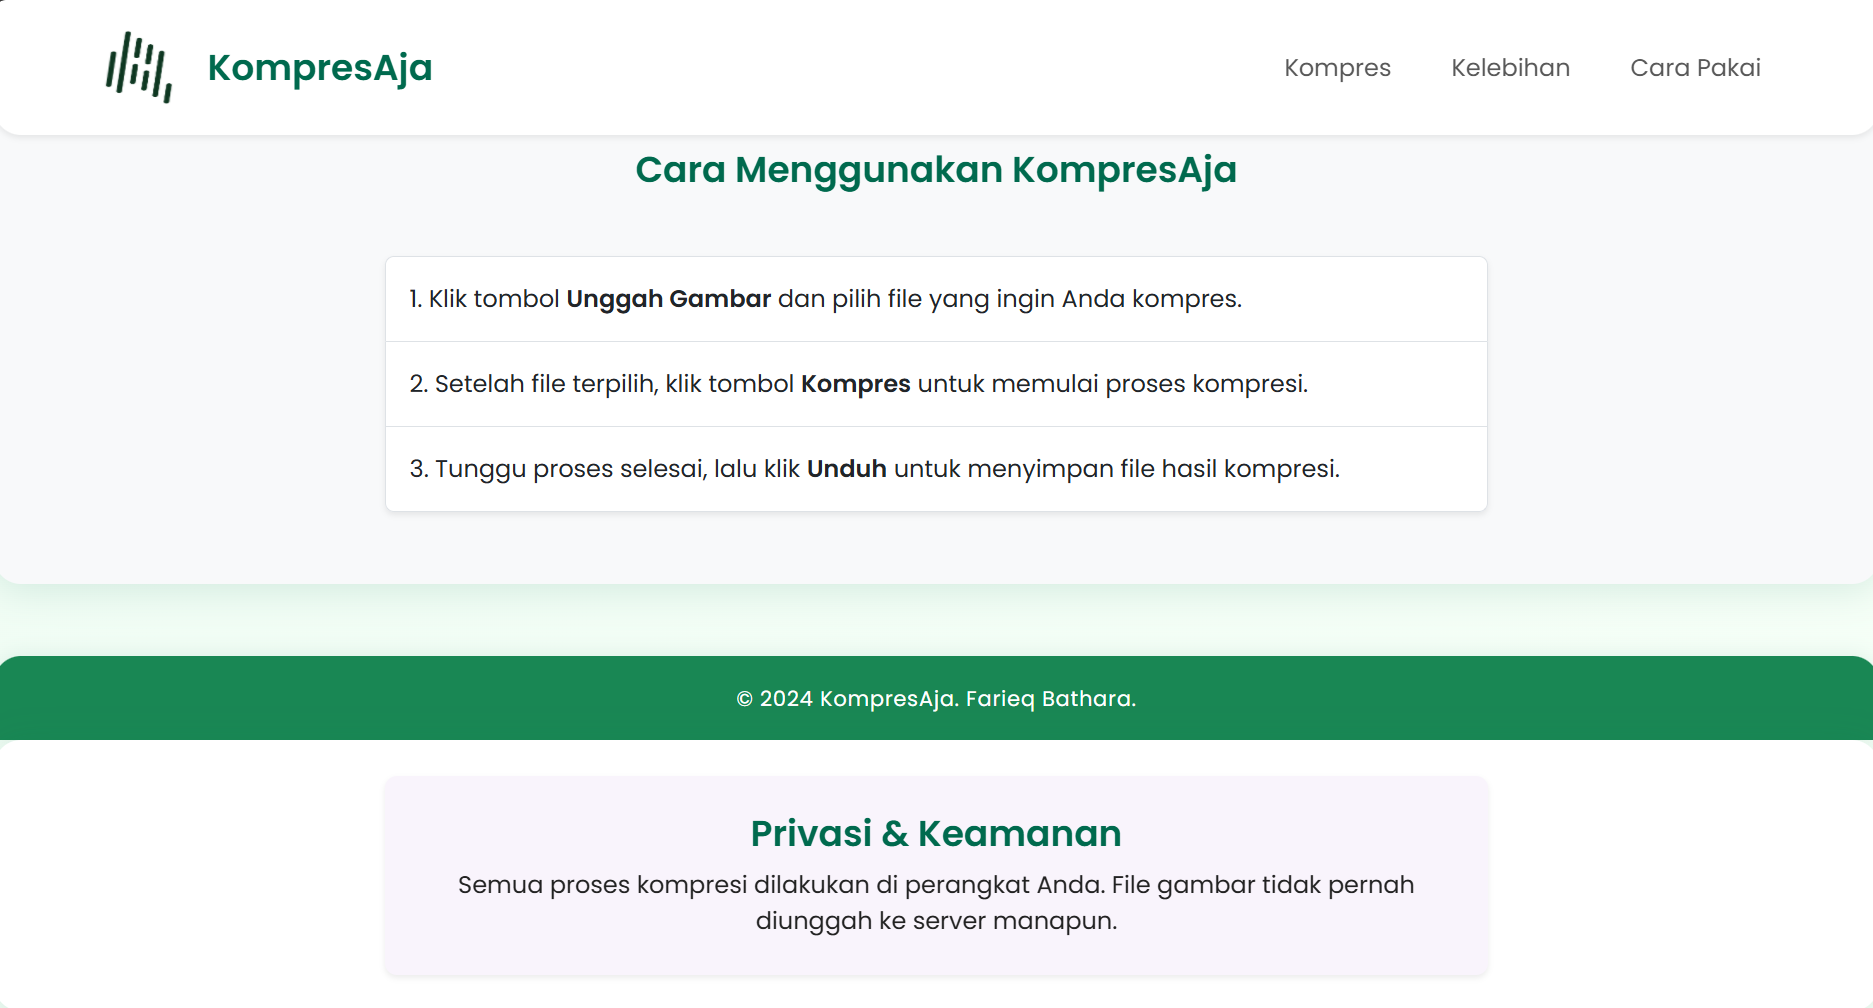 KompresAja
Kompres
Kelebihan
Cara Pakai
Cara Menggunakan KompresAja
1. Klik tombol Unggah Gambar dan pilih file yang ingin Anda kompres.
2. Setelah file terpilih, klik tombol Kompres untuk memulai proses kompresi.
3. Tunggu proses selesai, lalu klik Unduh untuk menyimpan file hasil kompresi.
© 2024 KompresAja. Farieq Bathara.
Privasi & Keamanan
Semua proses kompresi dilakukan di perangkat Anda. File gambar tidak pernah
diunggah ke server manapun.